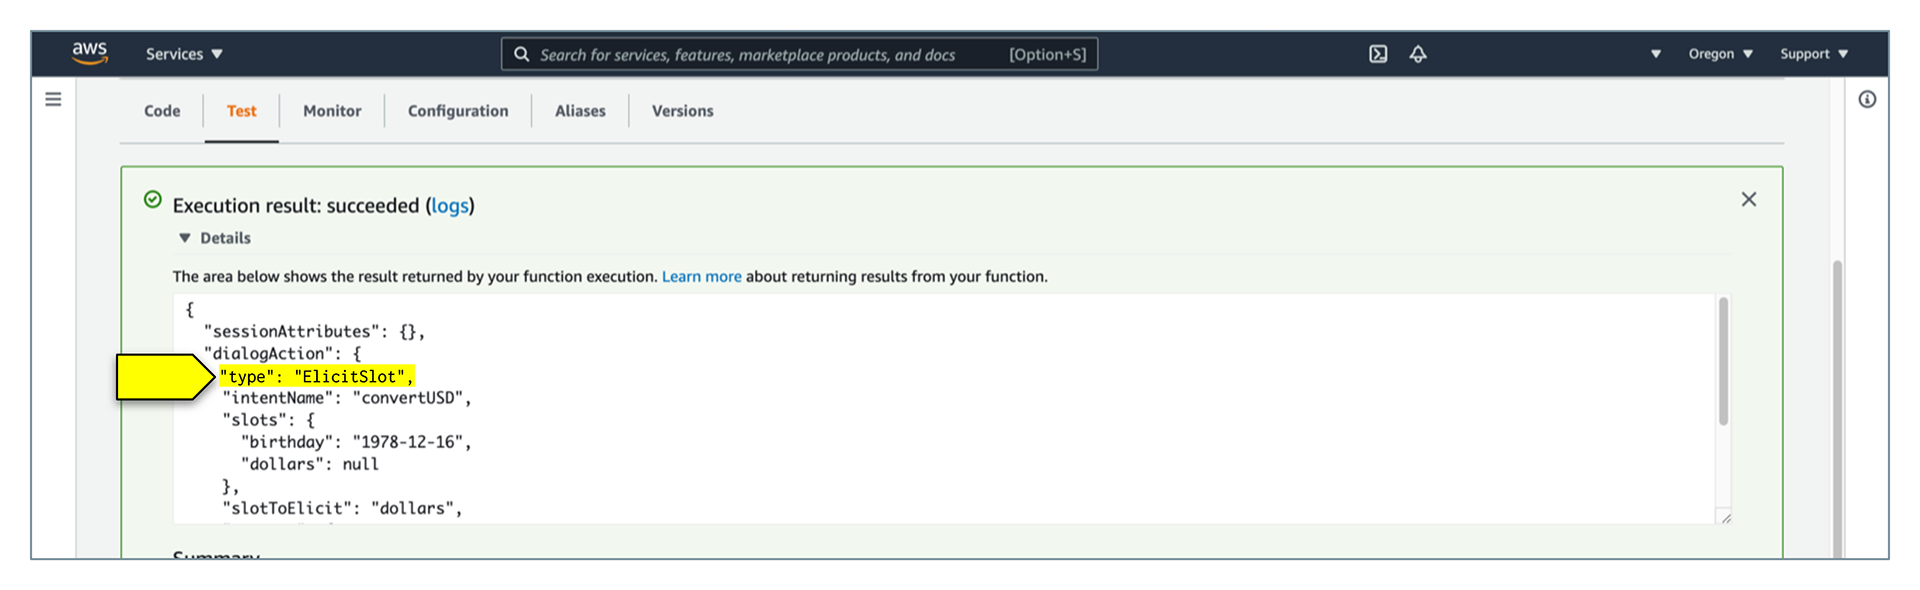 aws Services ▼ Search for services, features, marketplace products, and docs [Option+S] ▼ Oregon ▼ Support ▼
Code Test Monitor Configuration Aliases Versions
Execution result: succeeded (logs)
▼ Details
The area below shows the result returned by your function execution. Learn more about returning results from your function.
{
"sessionAttributes": {},
"dialogAction": {
"type": "ElicitSlot",
"intentName": "convertUSD",
"slots": {
"birthday": "1978-12-16",
"dollars": null
},
"slotToElicit": "dollars",
Summary